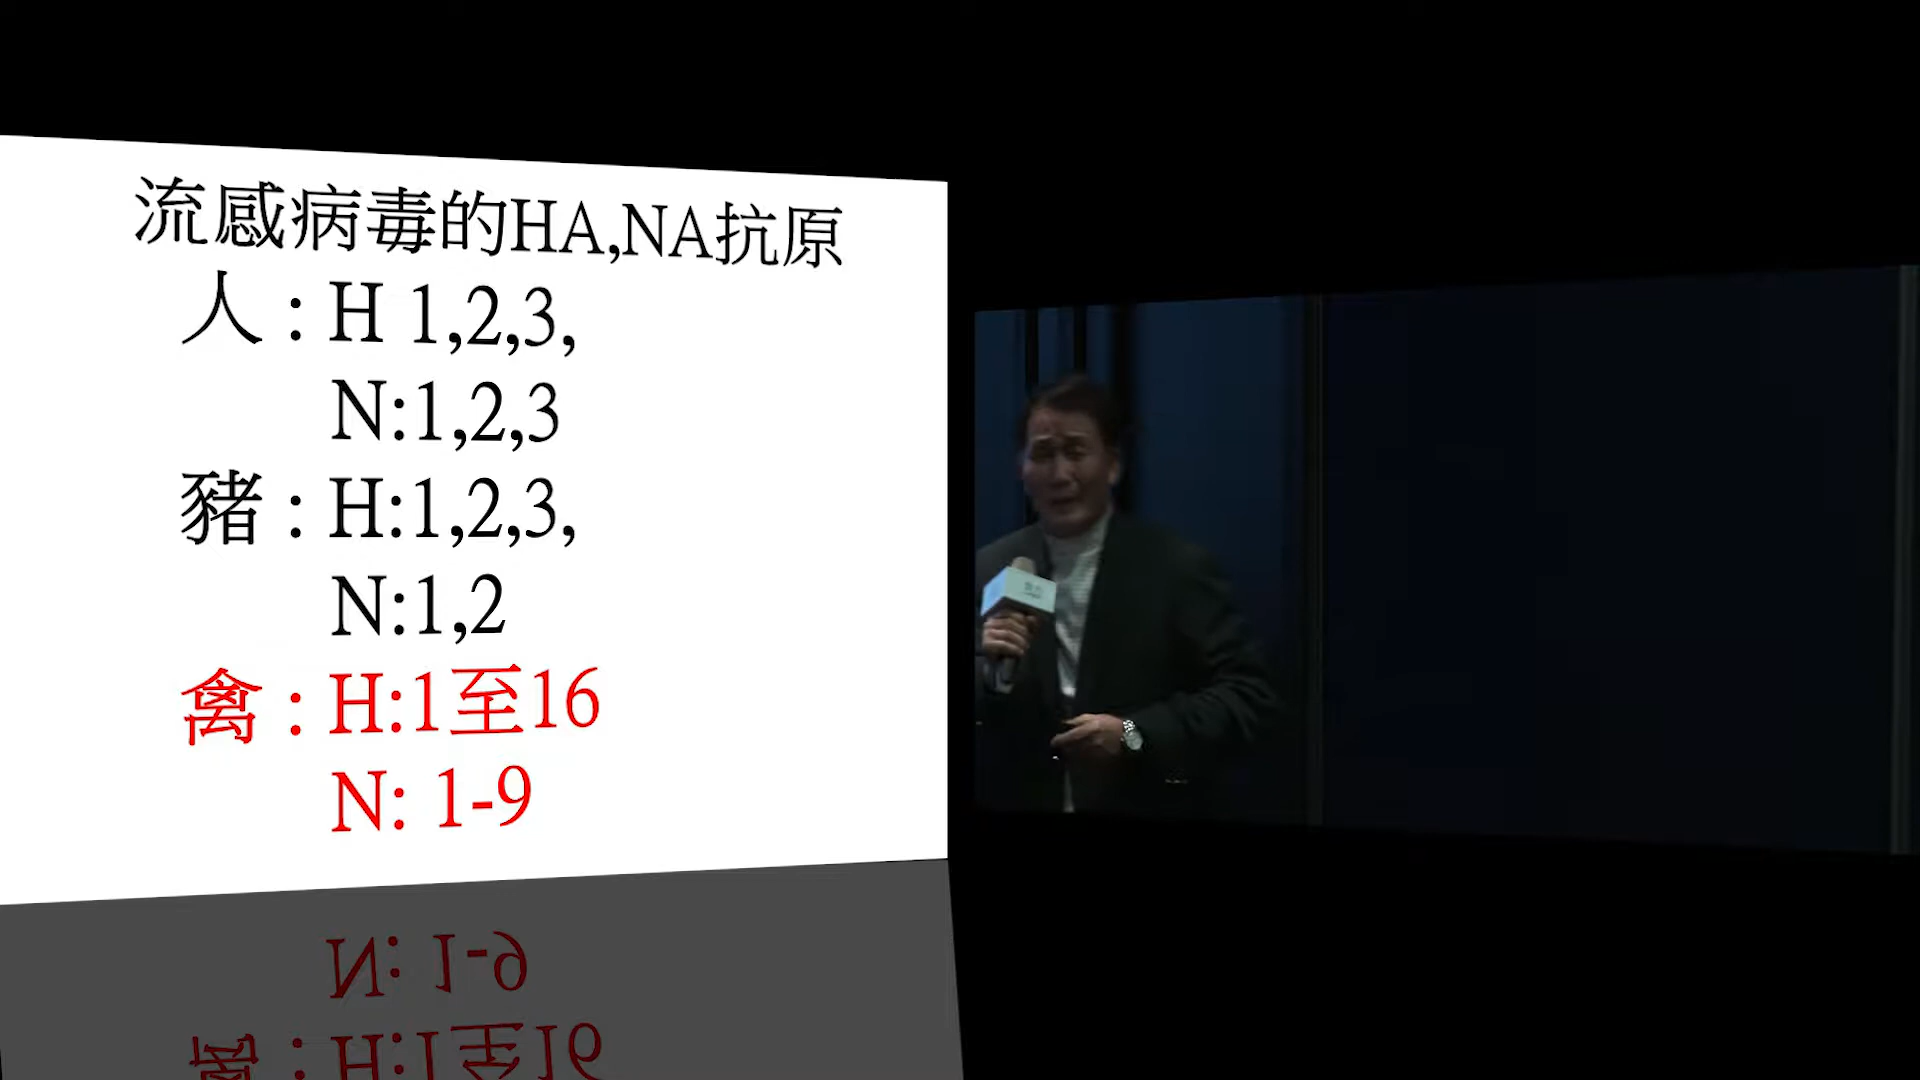 流感病毒的HA,NA抗原
人：H 1,2,3,
N:1,2,3
豬：H:1,2,3,
N:1,2
禽：H:1至16
N: 1-9